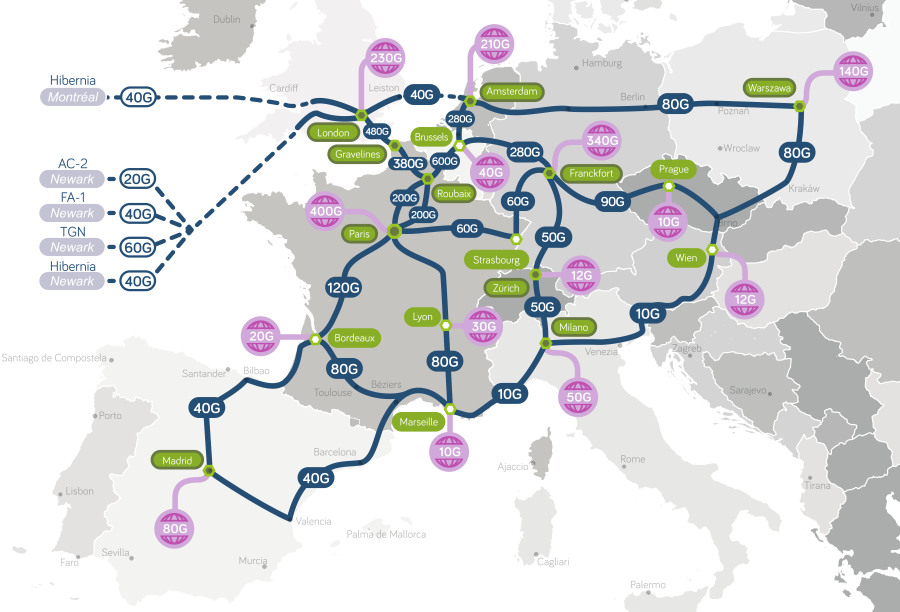 Dublin
Vilnius
230G
210G
Hamburg
140G
Hibernia
Montréal
40G
Cardiff
Leiston
40G
Amsterdam
Berlin
80G
Poznań
Warszawa
London
480G
280G
Brussels
Gravelines
380G
600G
280G
340G
Wrocław
80G
AC-2
Newark
20G
FA-1
Newark
40G
TGN
Newark
60G
Hibernia
Newark
40G
40G
Roubaix
200G
200G
400G
Paris
60G
60G
Franckfort
90G
Prague
10G
Kraków
Brno
Strasbourg
50G
Wien
Zürich
12G
12G
120G
50G
10G
Lyon
30G
Milano
Venezia
Zagreb
20G
Bordeaux
80G
80G
Santiago de Compostela
Santander
Bilbao
Toulouse
Béziers
10G
50G
Sarajevo
Porto
40G
Marseille
10G
Madrid
Barcelona
40G
Ajaccio
Rome
Tirana
Lisbon
80G
Valencia
Palma de Mallorca
Sevilla
Faro
Murcia
Cagliari
Palermo